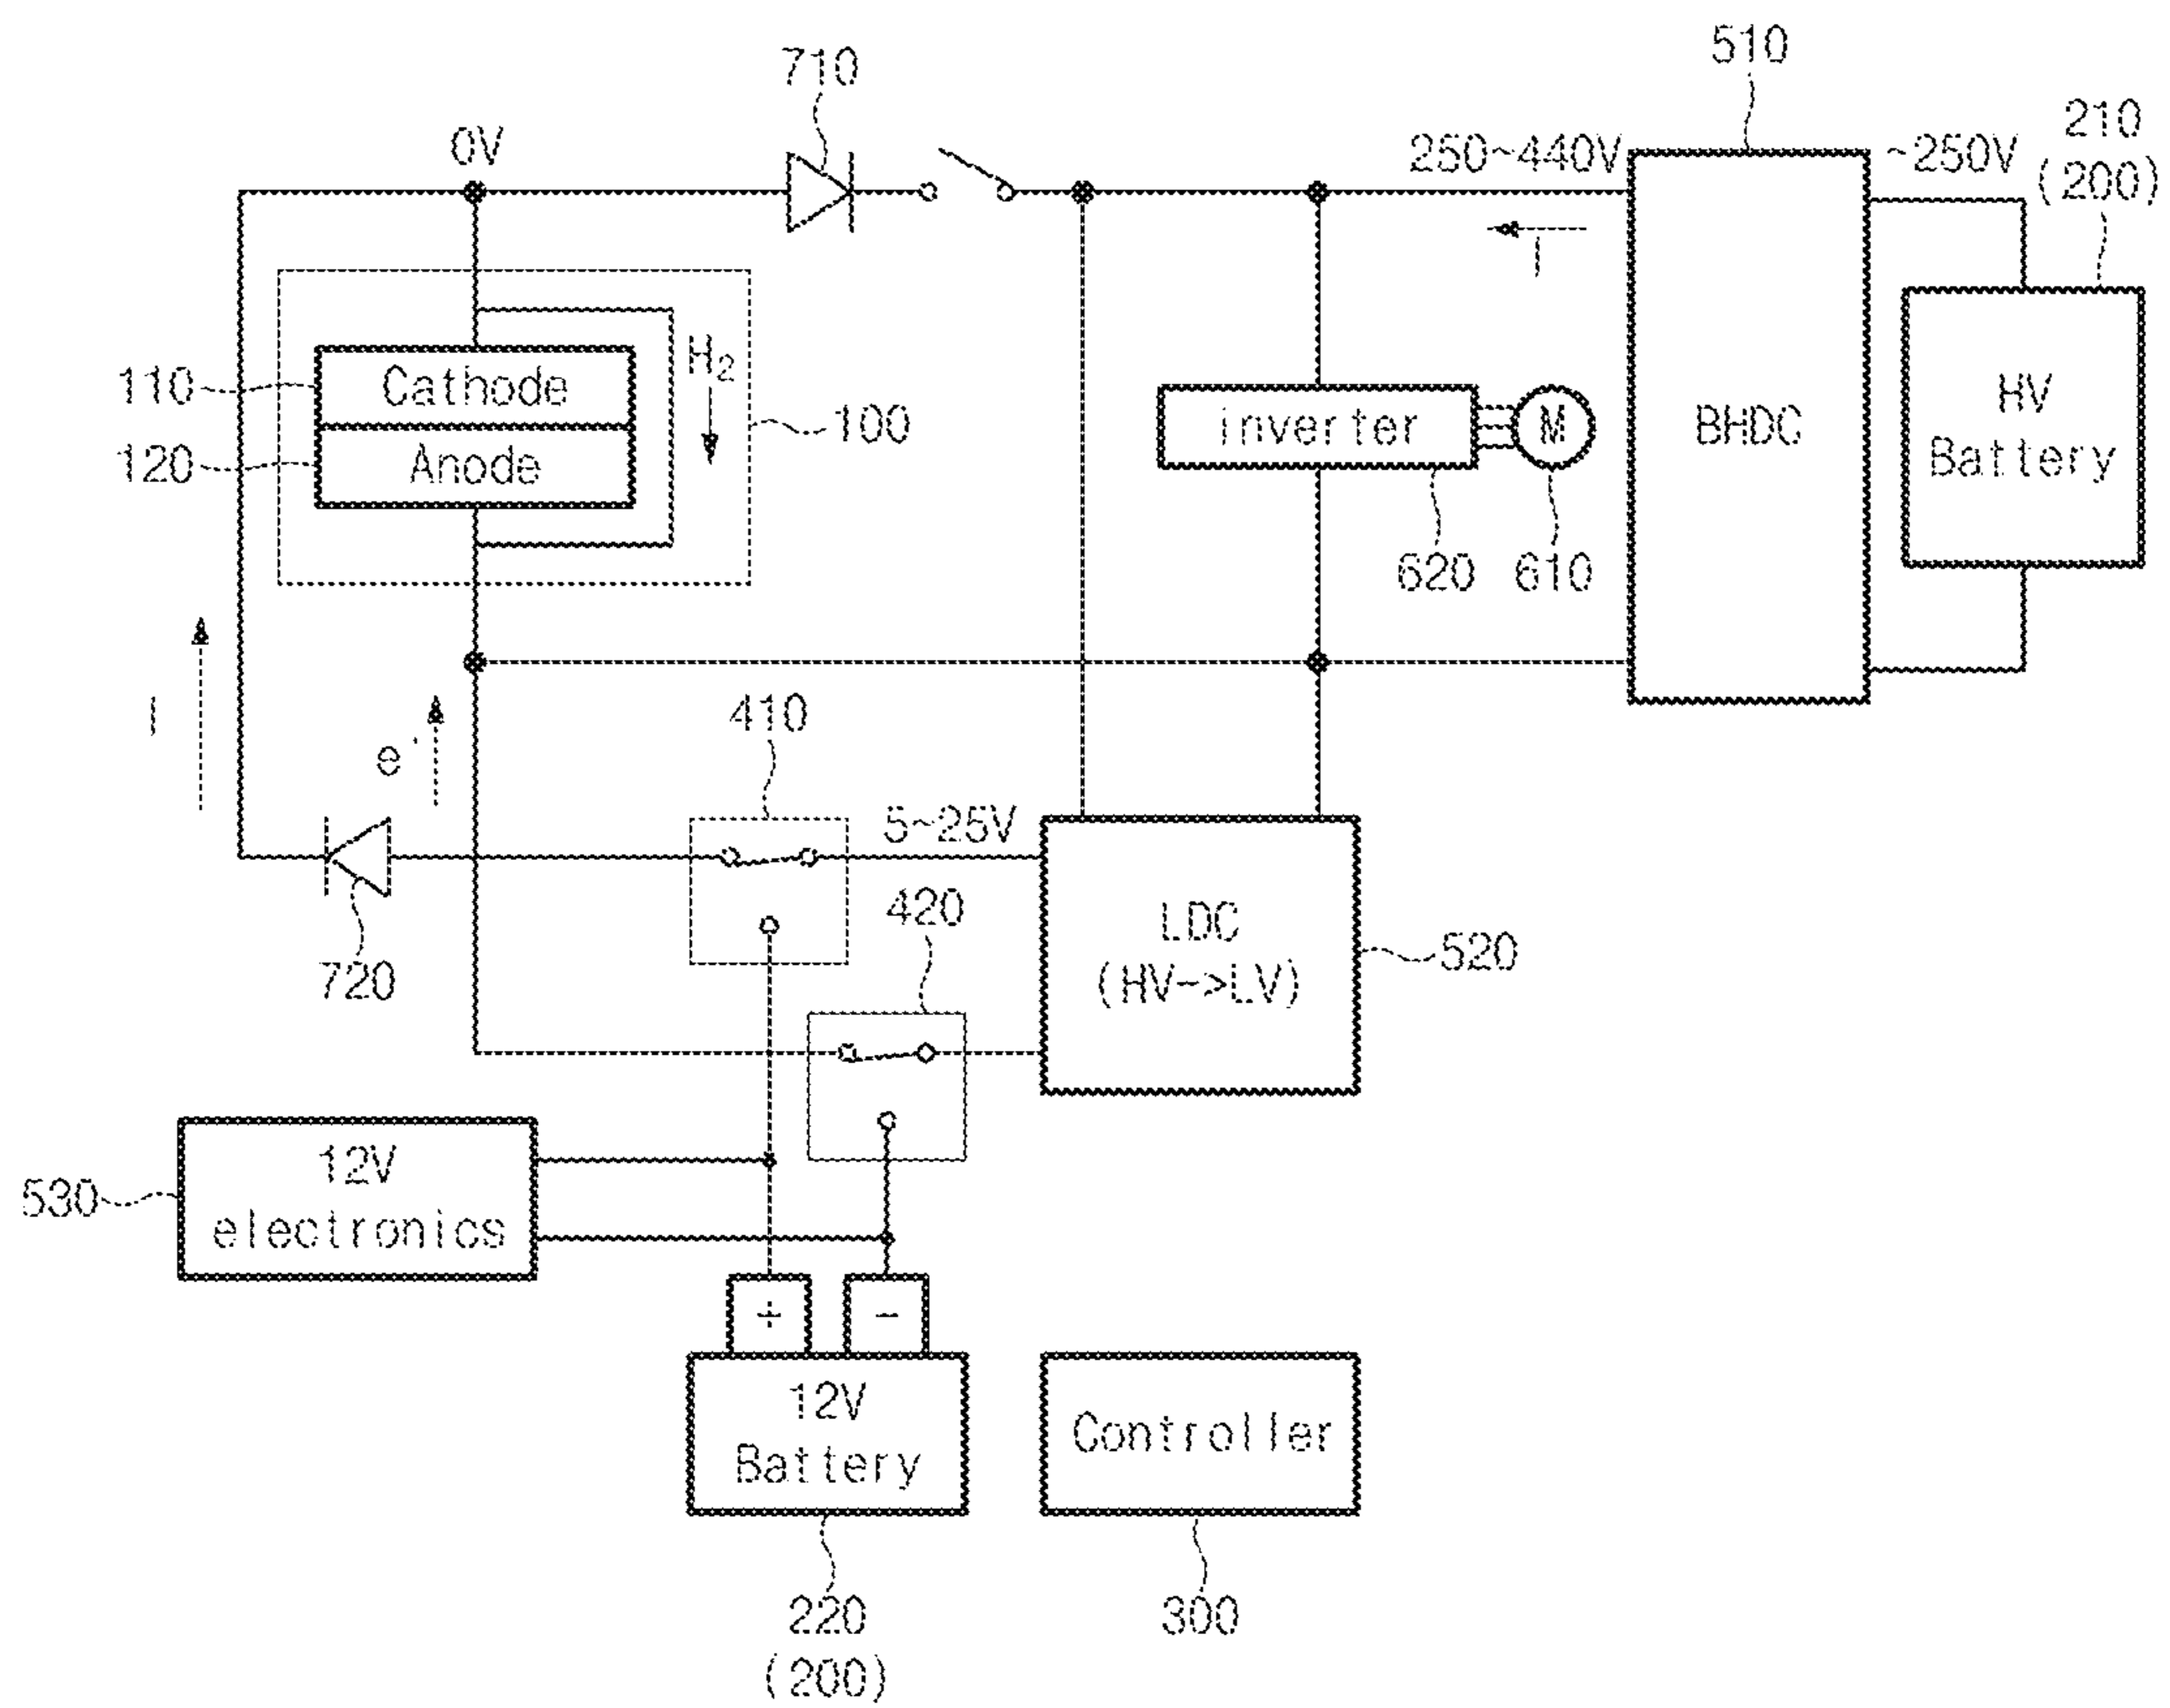 510
710
210
(200)
0V
250~440V
~250V
I
H₂
110
Cathode
100
inverter
M
BHDC
HV
Battery
120
Anode
620
610
I
410
e-
5~25V
420
LDC
(HV->LV)
520
720
12V
electronics
530
+
-
12V
Battery
Controller
220
(200)
300